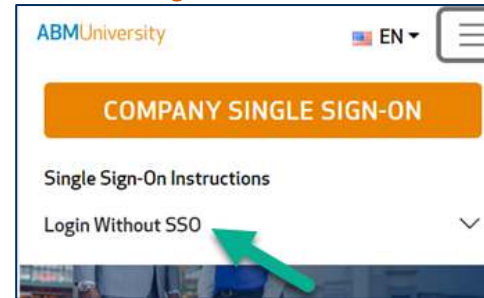 ABMUniversity
EN
COMPANY SINGLE SIGN-ON
Single Sign-On Instructions
Login Without SSO